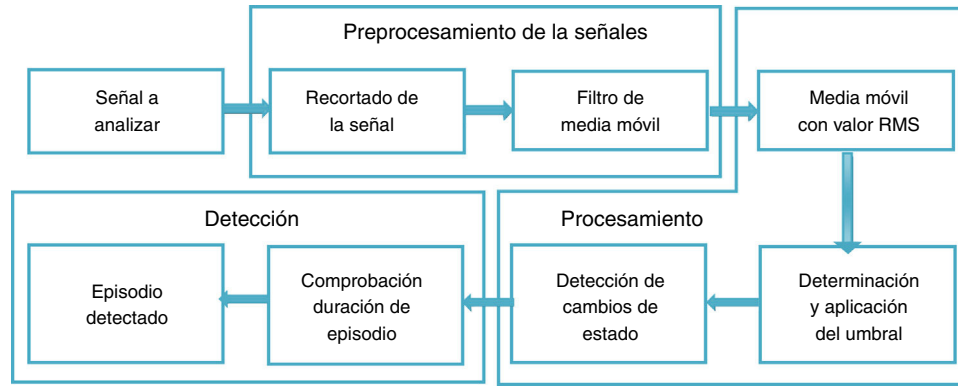 Preprocesamiento de la señales
Señal a
analizar
Recortado de
la señal
Filtro de
media móvil
Media móvil
con valor RMS
Detección
Procesamiento
Episodio
detectado
Comprobación
duración de
episodio
Detección de
cambios de
estado
Determinación
y aplicación
del umbral